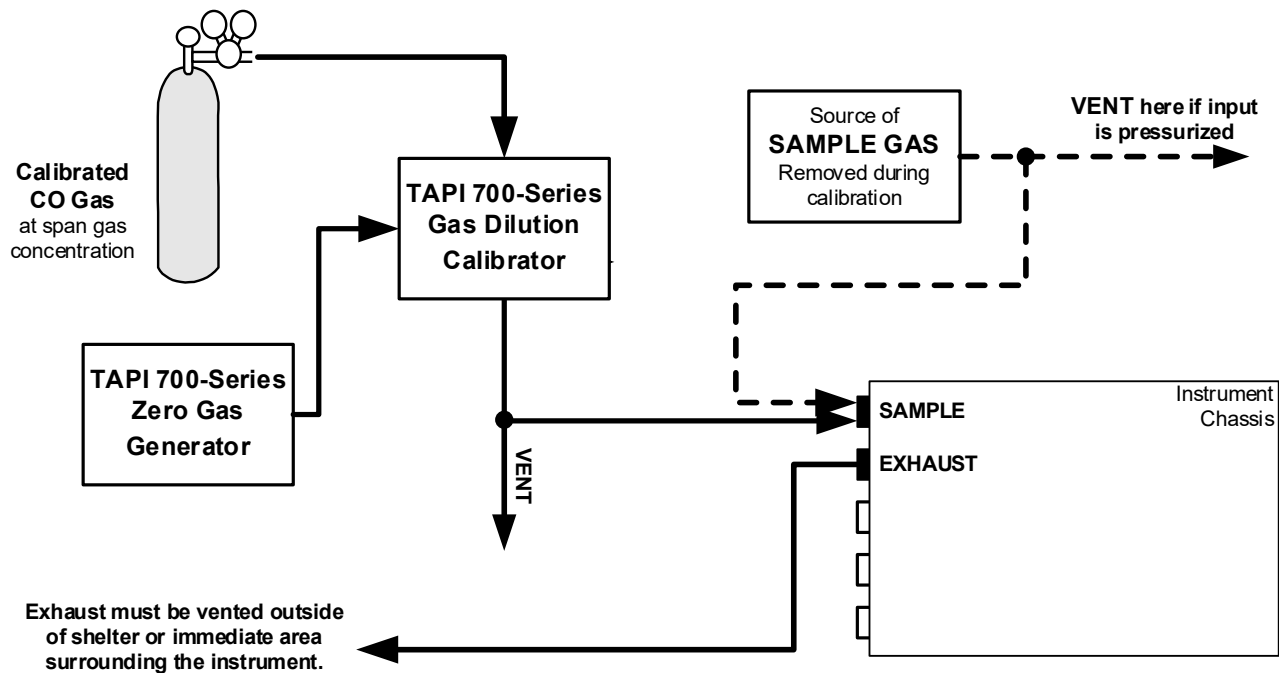 Calibrated
CO Gas
at span gas
concentration
TAPI 700-Series
Gas Dilution
Calibrator
Source of
SAMPLE GAS
Removed during
calibration
VENT here if input
is pressurized
TAPI 700-Series
Zero Gas
Generator
VENT
Instrument
Chassis
SAMPLE
EXHAUST
Exhaust must be vented outside
of shelter or immediate area
surrounding the instrument.